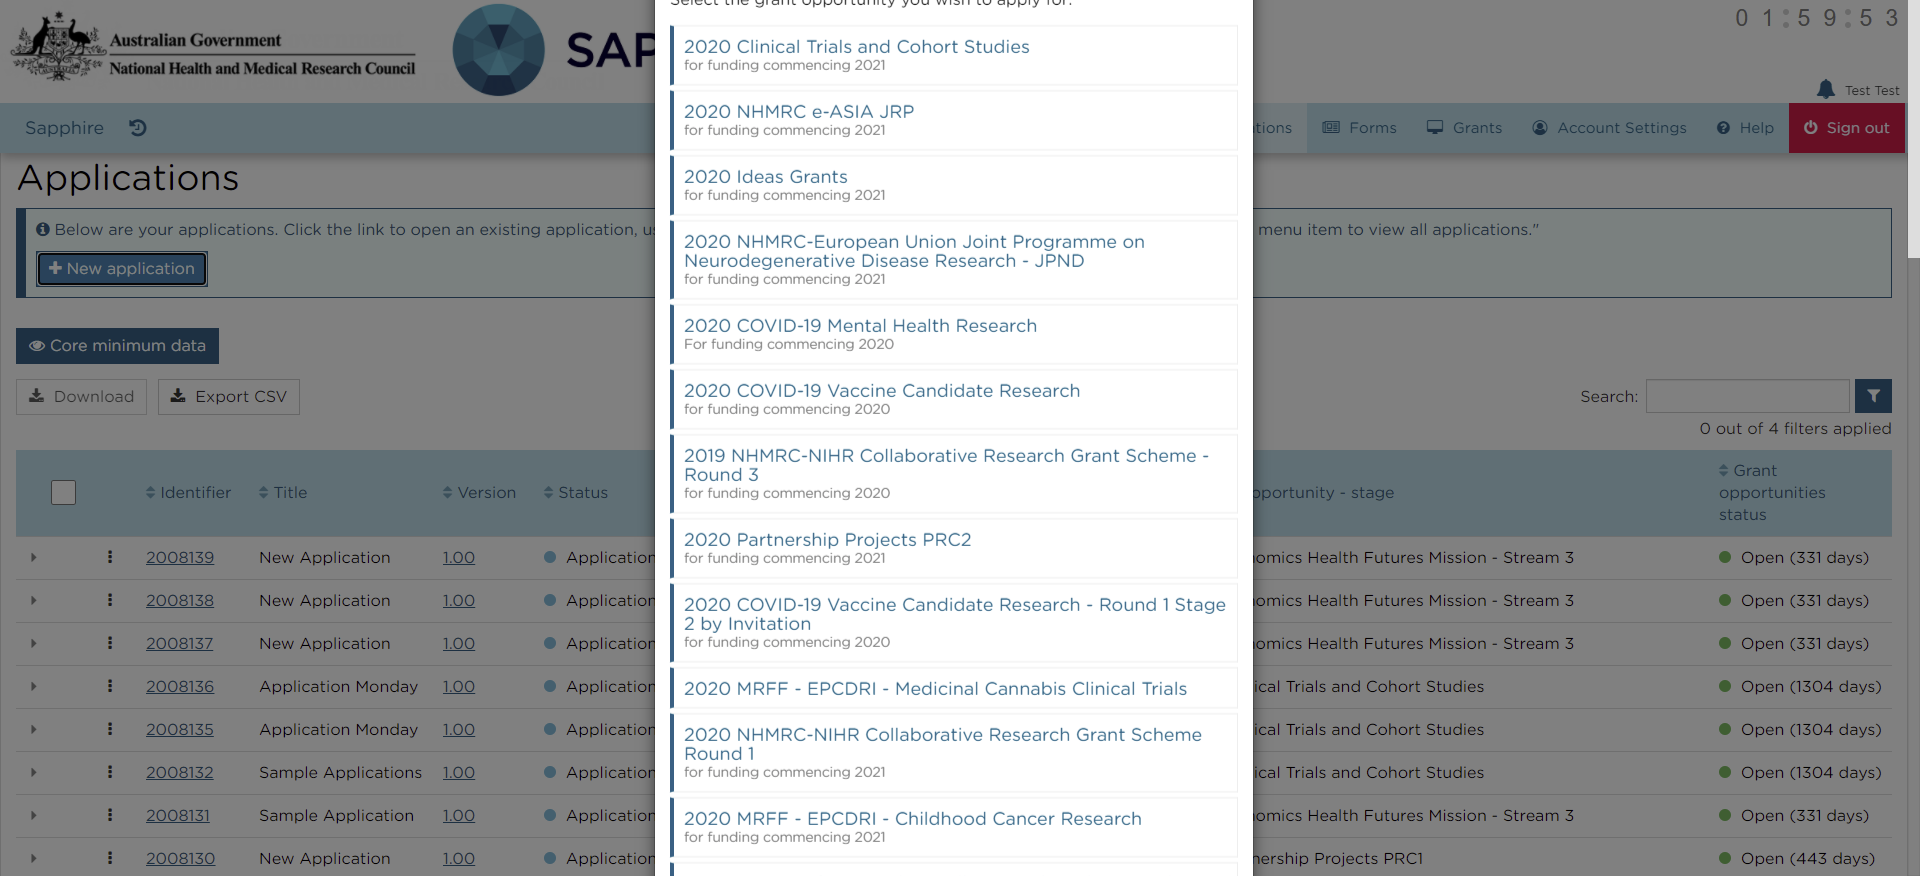 Select the grant opportunity you wish to apply for:
01:59:53
Australian Government
National Health and Medical Research Council
SAP
Test Test
Sapphire
Forms
Grants
Account Settings
Help
Sign out
Applications
Below are your applications. Click the link to open an existing application,
menu item to view all applications."
New application
Core minimum data
Download
Export CSV
Search:
0 out of 4 filters applied
Identifier Title Version Status
stage
Grant
opportunities
status
2008139 New Application 1.00 Application
Health Futures Mission - Stream 3 Open (331 days)
2008138 New Application 1.00 Application
Health Futures Mission - Stream 3 Open (331 days)
2008137 New Application 1.00 Application
Health Futures Mission - Stream 3 Open (331 days)
2008136 Application Monday 1.00 Application
Trials and Cohort Studies Open (1304 days)
2008135 Application Monday 1.00 Application
Trials and Cohort Studies Open (1304 days)
2008132 Sample Applications 1.00 Application
Trials and Cohort Studies Open (1304 days)
2008131 Sample Application 1.00 Application
Health Futures Mission - Stream 3 Open (331 days)
2008130 New Application 1.00 Application
Projects PRC1 Open (443 days)
2020 Clinical Trials and Cohort Studies
for funding commencing 2021
2020 NHMRC e-ASIA JRP
for funding commencing 2021
2020 Ideas Grants
for funding commencing 2021
2020 NHMRC-European Union Joint Programme on
Neurodegenerative Disease Research - JPND
for funding commencing 2021
2020 COVID-19 Mental Health Research
For funding commencing 2020
2020 COVID-19 Vaccine Candidate Research
for funding commencing 2020
2019 NHMRC-NIHR Collaborative Research Grant Scheme -
Round 3
for funding commencing 2020
2020 Partnership Projects PRC2
for funding commencing 2021
2020 COVID-19 Vaccine Candidate Research - Round 1 Stage
2 by Invitation
for funding commencing 2020
2020 MRFF - EPCDRI - Medicinal Cannabis Clinical Trials
2020 NHMRC-NIHR Collaborative Research Grant Scheme
Round 1
for funding commencing 2021
2020 MRFF - EPCDRI - Childhood Cancer Research
for funding commencing 2021